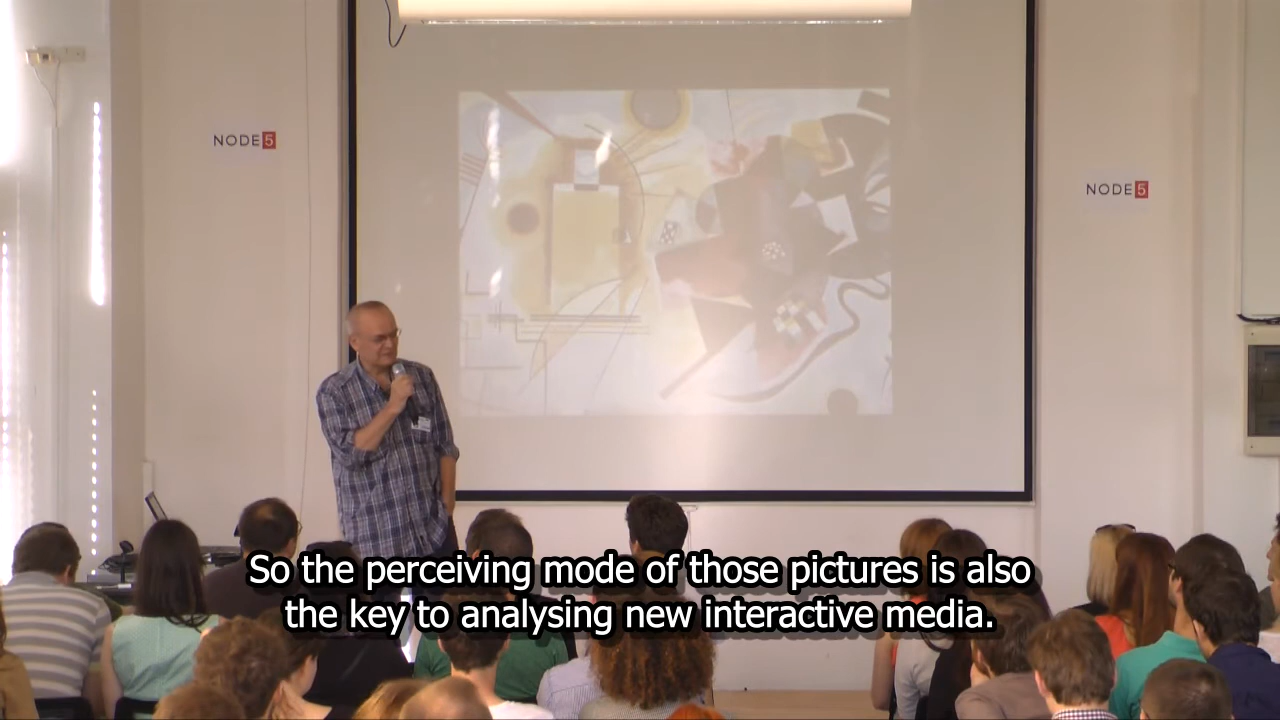 NODE5
NODE5
So the perceiving mode of those pictures is also
the key to analysing new interactive media.